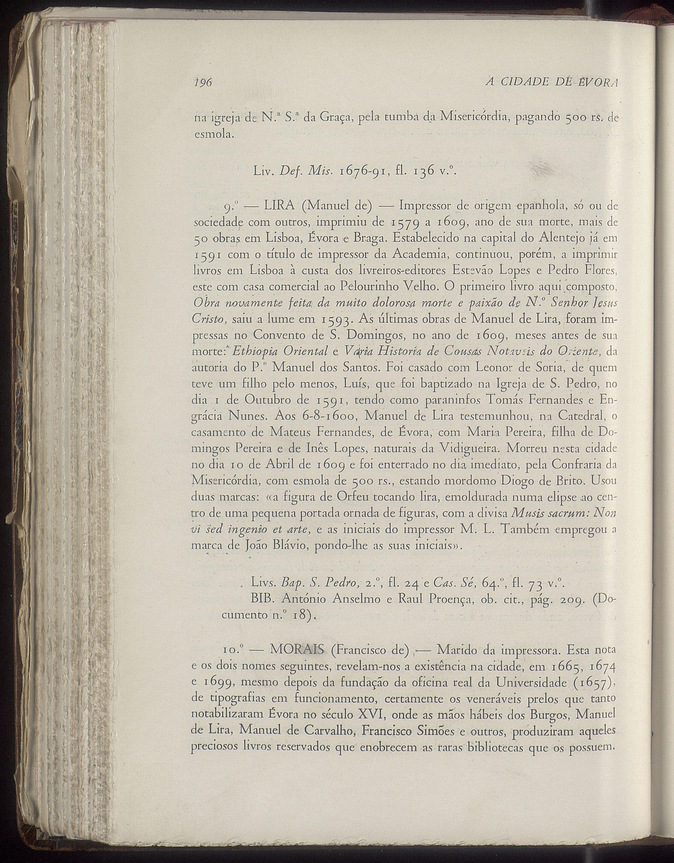 196 A CIDADE DE ÉVORA
na igreja de N.ª S.ª da Graça, pela tumba da Misericórdia, pagando 500 rs. de
esmola.
Liv. Def. Mis. 1676-91, fl. 136 v.º.
9.º — LIRA (Manuel de) — Impressor de origem epanhola, só ou de
sociedade com outros, imprimiu de 1579 a 1609, ano de sua morte, mais de
50 obras em Lisboa, Évora e Braga. Estabelecido na capital do Alentejo já em
1591 com o título de impressor da Academia, continuou, porém, a imprimir
livros em Lisboa à custa dos livreiros-editores Estevão Lopes e Pedro Flores,
este com casa comercial ao Pelourinho Velho. O primeiro livro aqui composto,
Obra novamente feita da muito dolorosa morte e paixão de N.º Senhor Jesus
Cristo, saiu a lume em 1593. As últimas obras de Manuel de Lira, foram im-
pressas no Convento de S. Domingos, no ano de 1609, meses antes de sua
morte: Ethiopia Oriental e Varia Historia de Cousas Notaveis do Oriente, da
autoria do P.º Manuel dos Santos. Foi casado com Leonor de Soria, de quem
teve um filho pelo menos, Luís, que foi baptizado na Igreja de S. Pedro, no
dia 1 de Outubro de 1591, tendo como paraninfos Tomás Fernandes e En-
grácia Nunes. Aos 6-8-1600, Manuel de Lira testemunhou, na Catedral, o
casamento de Mateus Fernandes, de Évora, com Maria Pereira, filha de Do-
mingos Pereira e de Inês Lopes, naturais da Vidigueira. Morreu nesta cidade
no dia 10 de Abril de 1609 e foi enterrado no dia imediato, pela Confraria da
Misericórdia, com esmola de 500 rs., estando mordomo Diogo de Brito. Usou
duas marcas: «a figura de Orfeu tocando lira, emoldurada numa elipse ao cen-
tro de uma pequena portada ornada de figuras, com a divisa Musis sacrum: Non
vi sed ingenio et arte, e as iniciais do impressor M. L. Também empregou a
marca de João Blávio, pondo-lhe as suas iniciais».
Livs. Bap. S. Pedro, 2.º, fl. 24 e Cas. Sé, 64.º, fl. 73 v.º.
BIB. António Anselmo e Raul Proença, ob. cit., pág. 209. (Do-
cumento n.º 18).
10.º — MORAIS (Francisco de) — Marido da impressora. Esta nota
e os dois nomes seguintes, revelam-nos a existência na cidade, em 1665, 1674
e 1699, mesmo depois da fundação da oficina real da Universidade (1657),
de tipografias em funcionamento, certamente os veneráveis prelos que tanto
notabilizaram Évora no século XVI, onde as mãos hábeis dos Burgos, Manuel
de Lira, Manuel de Carvalho, Francisco Simões e outros, produziram aqueles
preciosos livros reservados que enobrecem as raras bibliotecas que os possuem.